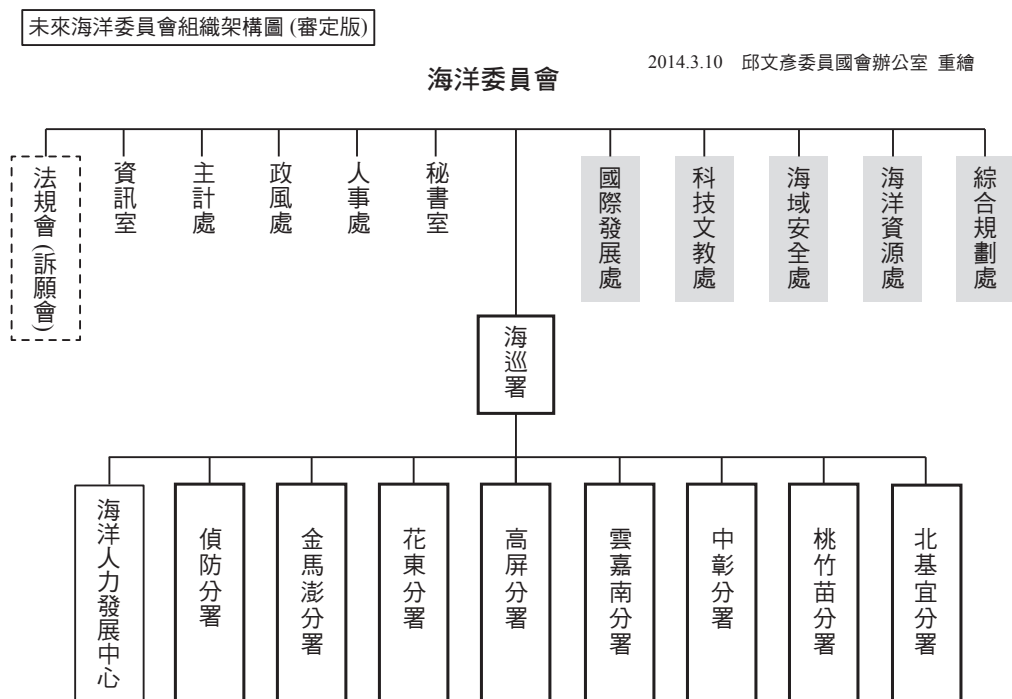 未來海洋委員會組織架構圖 (審定版)
2014.3.10 邱文彥委員國會辦公室 重繪
海洋委員會
法規會(訴願會)
資訊室
主計處
政風處
人事處
秘書室
國際發展處
科技文教處
海域安全處
海洋資源處
綜合規劃處
海巡署
海洋人力發展中心
偵防分署
金馬澎分署
花東分署
高屏分署
雲嘉南分署
中彰分署
桃竹苗分署
北基宜分署